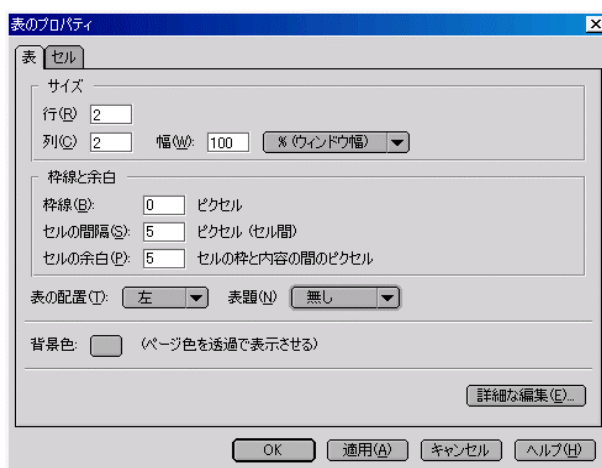 表のプロパティ
表 セル
サイズ
行(R) 2
列(C) 2 幅(W): 100 % (ウィンドウ幅)
枠線と余白
枠線(B): 0 ピクセル
セルの間隔(S): 5 ピクセル (セル間)
セルの余白(P): 5 セルの枠と内容の間のピクセル
表の配置(T): 左 表題(N) 無し
背景色: (ページ色を透過で表示させる)
詳細な編集(E)...
OK 適用(A) キャンセル ヘルプ(H)